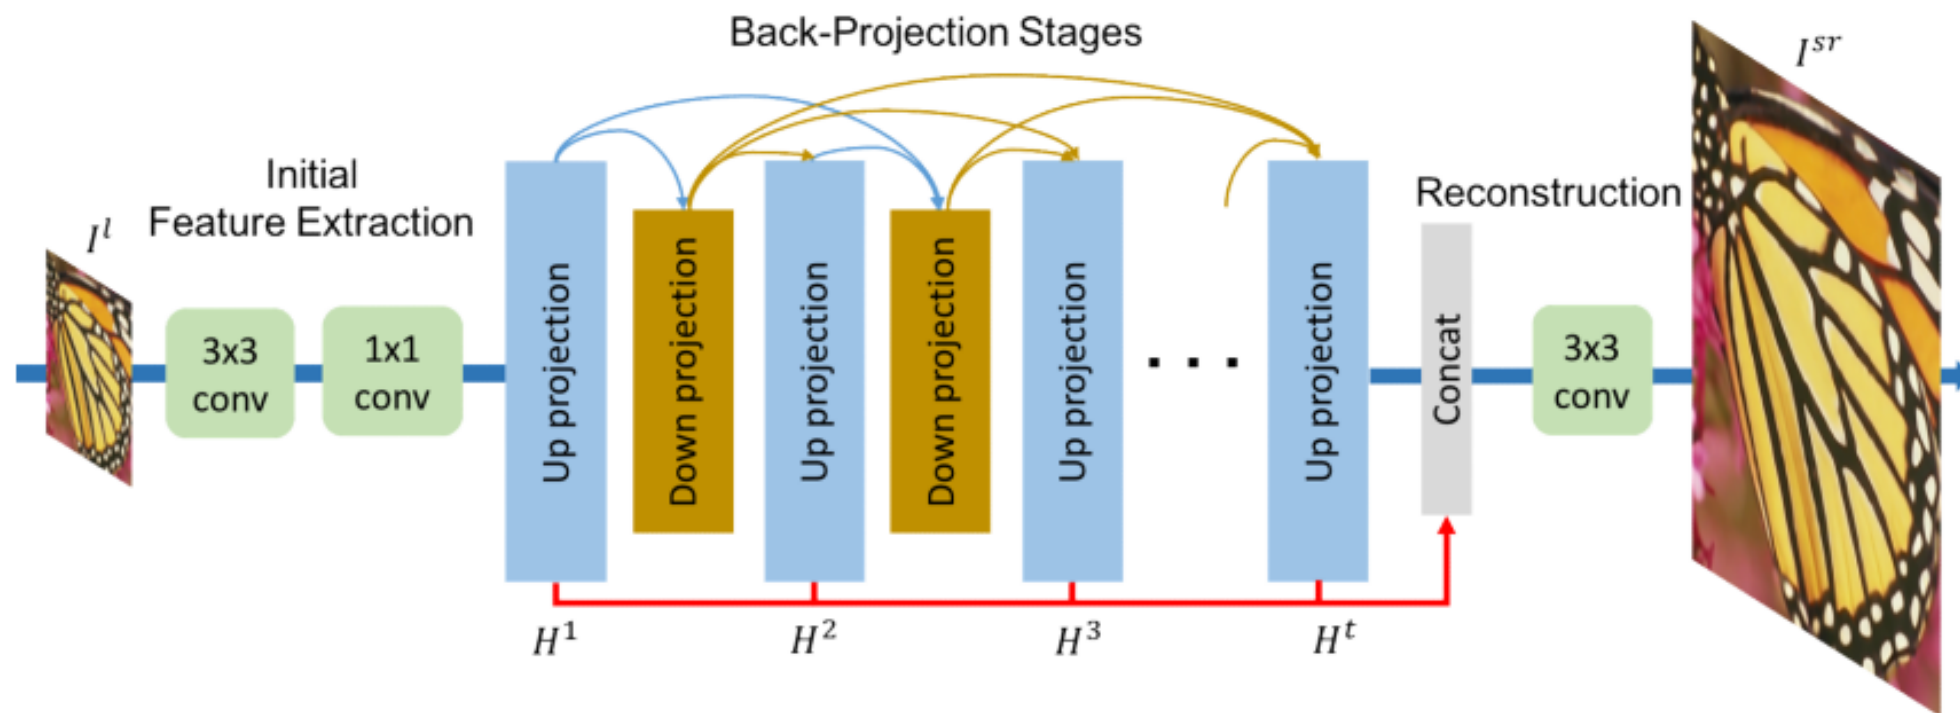 Back-Projection Stages
I^{sr}
Initial
Feature Extraction
Reconstruction
I^{l}
3x3
conv
1x1
conv
Up projection
Down projection
Up projection
Down projection
Up projection
. . .
Up projection
Concat
3x3
conv
H^{1}
H^{2}
H^{3}
H^{t}